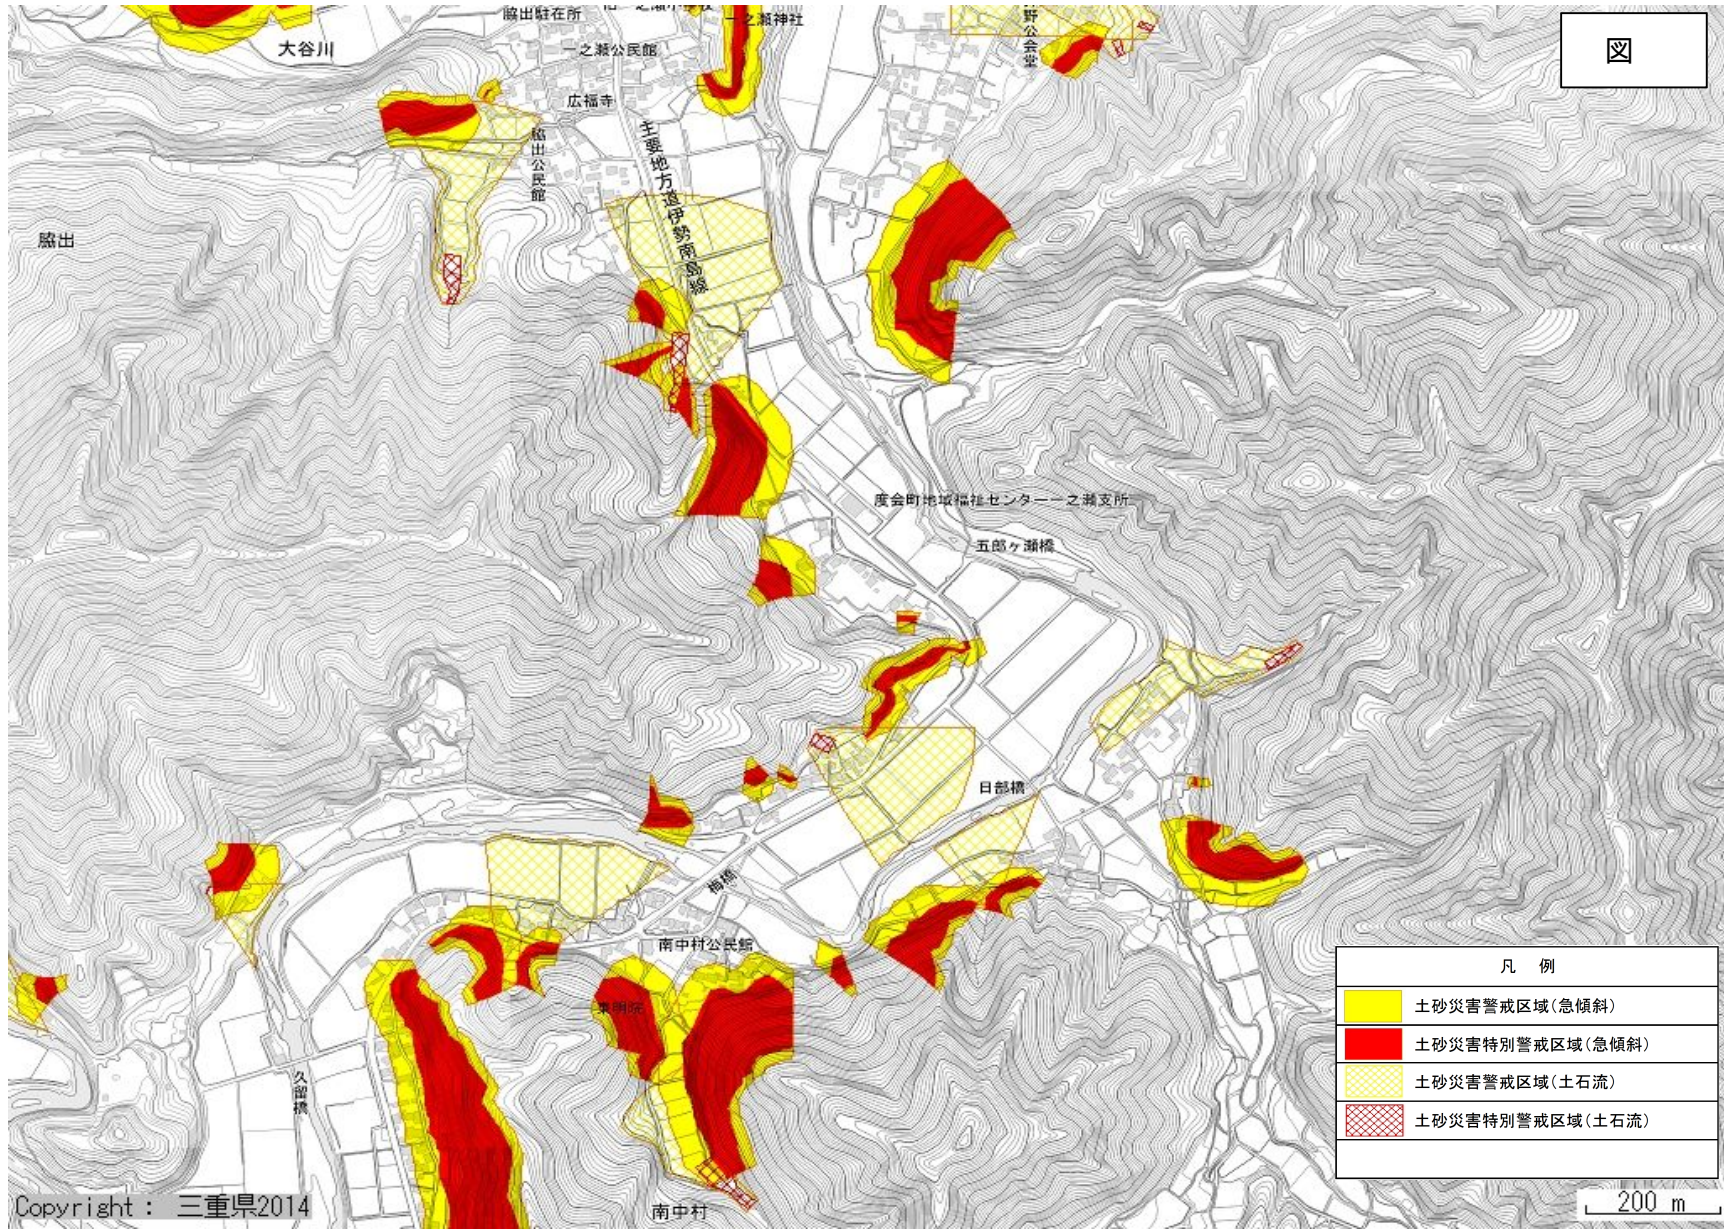 脇出駐在所
一之瀬神社
大谷川
一之瀬公民館
野公会堂
図
広福寺
脇出公民館
主要地方道伊勢南島線
脇出
度会町地域福祉センター一之瀬支所
五郎ヶ瀬橋
日部橋
梅橋
南中村公民館
東明院
久留橋
南中村
凡 例
土砂災害警戒区域(急傾斜)
土砂災害特別警戒区域(急傾斜)
土砂災害警戒区域(土石流)
土砂災害特別警戒区域(土石流)
Copyright : 三重県2014
200 m